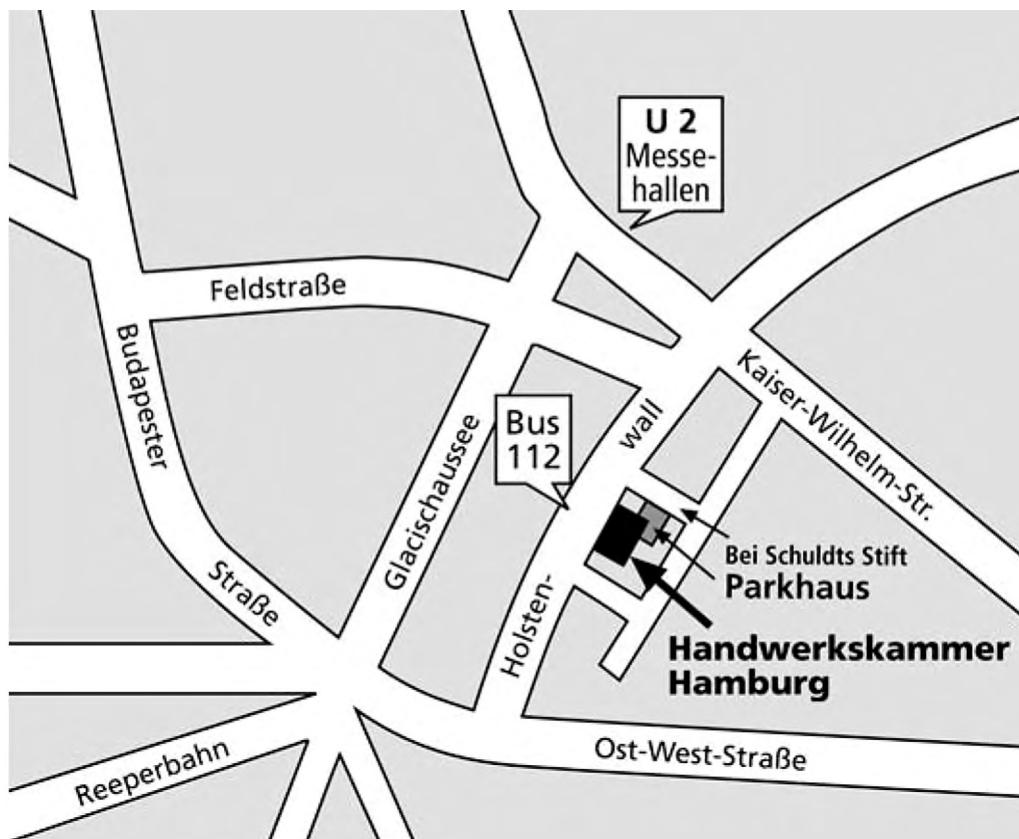 U 2
Messe-
hallen
Feldstraße
Budapester
Straße
Glacischaussee
Bus
112
Holsten-
wall
Kaiser-Wilhelm-Str.
Bei Schuldts Stift
Parkhaus
Handwerkskammer
Hamburg
Ost-West-Straße
Reeperbahn